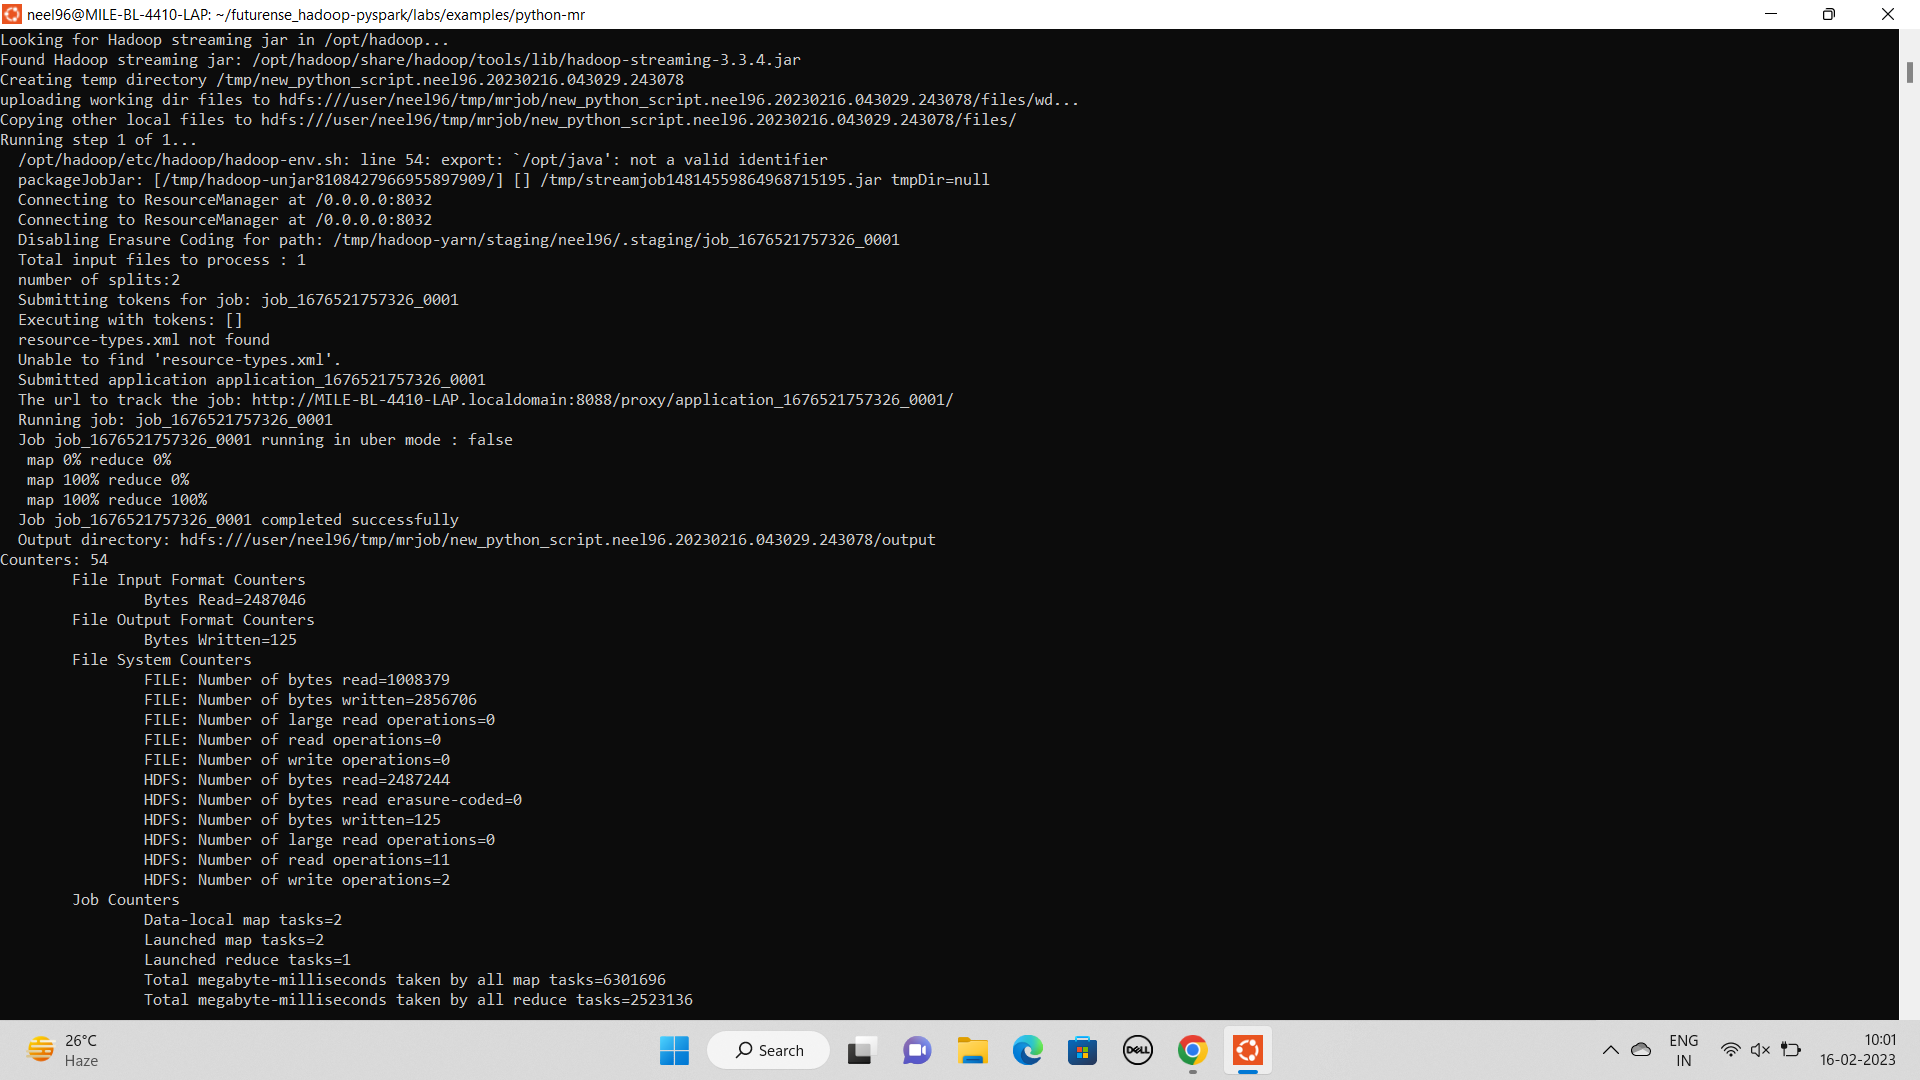 neel96@MILE-BL-4410-LAP: ~/futurense_hadoop-pyspark/labs/examples/python-mr
Looking for Hadoop streaming jar in /opt/hadoop...
Found Hadoop streaming jar: /opt/hadoop/share/hadoop/tools/lib/hadoop-streaming-3.3.4.jar
Creating temp directory /tmp/new_python_script.neel96.20230216.043029.243078
uploading working dir files to hdfs:///user/neel96/tmp/mrjob/new_python_script.neel96.20230216.043029.243078/files/wd...
Copying other local files to hdfs:///user/neel96/tmp/mrjob/new_python_script.neel96.20230216.043029.243078/files/
Running step 1 of 1...
  /opt/hadoop/etc/hadoop/hadoop-env.sh: line 54: export: `/opt/java': not a valid identifier
  packageJobJar: [/tmp/hadoop-unjar8108427966955897909/] [] /tmp/streamjob14814559864968715195.jar tmpDir=null
  Connecting to ResourceManager at /0.0.0.0:8032
  Connecting to ResourceManager at /0.0.0.0:8032
  Disabling Erasure Coding for path: /tmp/hadoop-yarn/staging/neel96/.staging/job_1676521757326_0001
  Total input files to process : 1
  number of splits:2
  Submitting tokens for job: job_1676521757326_0001
  Executing with tokens: []
  resource-types.xml not found
  Unable to find 'resource-types.xml'.
  Submitted application application_1676521757326_0001
  The url to track the job: http://MILE-BL-4410-LAP.localdomain:8088/proxy/application_1676521757326_0001/
  Running job: job_1676521757326_0001
  Job job_1676521757326_0001 running in uber mode : false
   map 0% reduce 0%
   map 100% reduce 0%
   map 100% reduce 100%
  Job job_1676521757326_0001 completed successfully
  Output directory: hdfs:///user/neel96/tmp/mrjob/new_python_script.neel96.20230216.043029.243078/output
Counters: 54
        File Input Format Counters
                Bytes Read=2487046
        File Output Format Counters
                Bytes Written=125
        File System Counters
                FILE: Number of bytes read=1008379
                FILE: Number of bytes written=2856706
                FILE: Number of large read operations=0
                FILE: Number of read operations=0
                FILE: Number of write operations=0
                HDFS: Number of bytes read=2487244
                HDFS: Number of bytes read erasure-coded=0
                HDFS: Number of bytes written=125
                HDFS: Number of large read operations=0
                HDFS: Number of read operations=11
                HDFS: Number of write operations=2
        Job Counters
                Data-local map tasks=2
                Launched map tasks=2
                Launched reduce tasks=1
                Total megabyte-milliseconds taken by all map tasks=6301696
                Total megabyte-milliseconds taken by all reduce tasks=2523136
26°C
Haze
Search
DELL
ENG
IN
10:01
16-02-2023